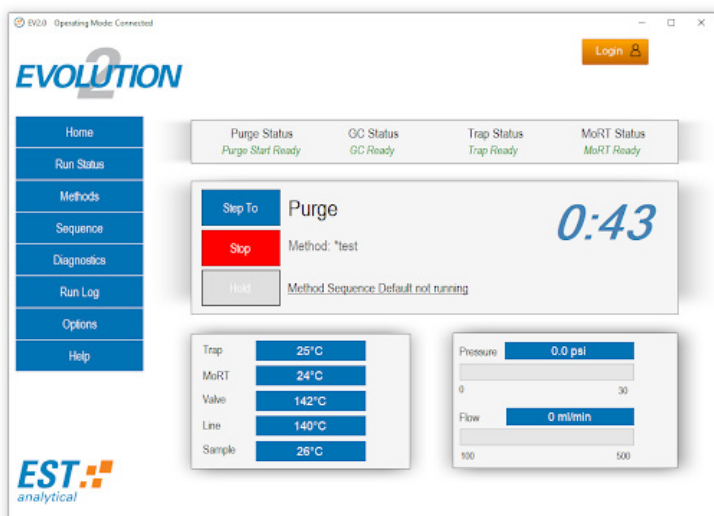 EV2.0 Operating Mode: Connected
Login
EVOLUTION 2
Home
Run Status
Methods
Sequence
Diagnostics
Run Log
Options
Help
Purge Status GC Status Trap Status MoRT Status
Purge Start Ready GC Ready Trap Ready MoRT Ready
Step To
Stop
Hold
Purge
Method: *test
Method Sequence Default not running
0:43
Trap 25°C
MoRT 24°C
Valve 142°C
Line 140°C
Sample 26°C
Pressure 0.0 psi
0 30
Flow 0 ml/min
100 500
EST
analytical